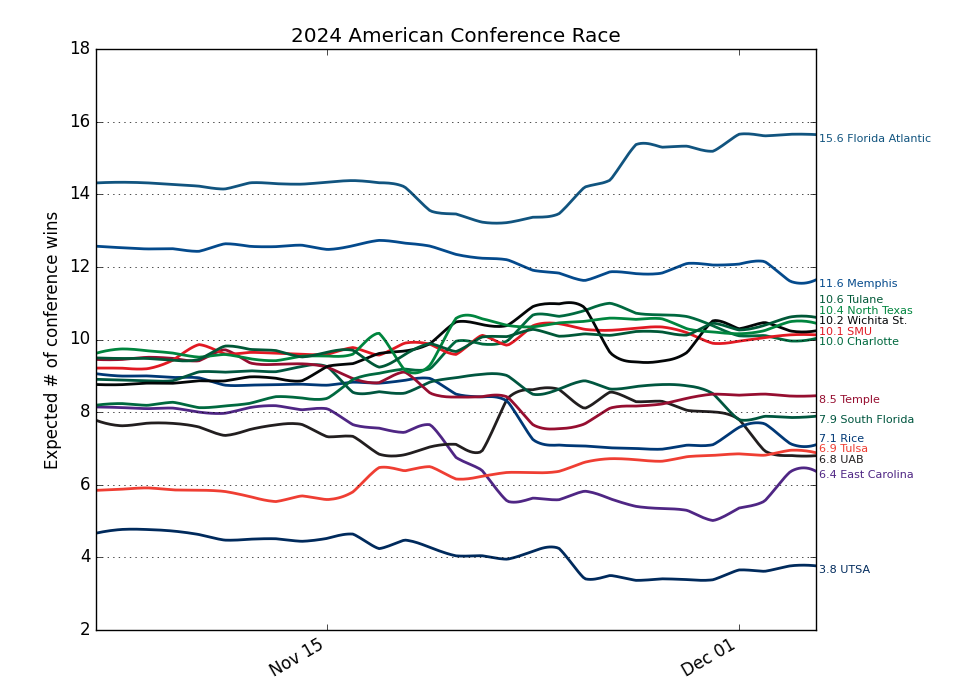 2024 American Conference Race
Expected # of conference wins
18
16
14
12
10
8
6
4
2
Nov 15
Dec 01
15.6 Florida Atlantic
11.6 Memphis
10.6 Tulane
10.4 North Texas
10.2 Wichita St.
10.1 SMU
10.0 Charlotte
8.5 Temple
7.9 South Florida
7.1 Rice
6.9 Tulsa
6.8 UAB
6.4 East Carolina
3.8 UTSA